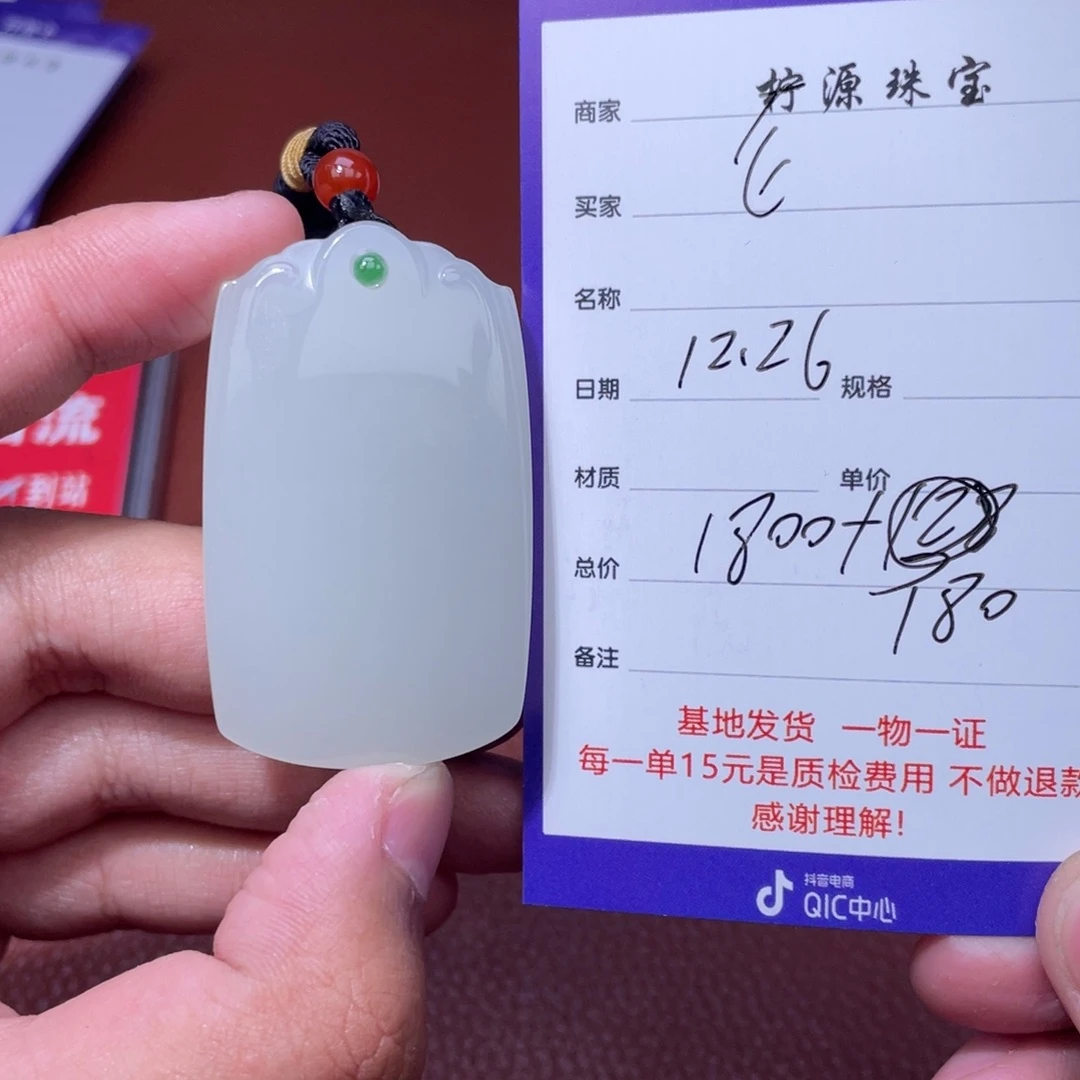 流
到站
商家 柠源珠宝
买家
名称
日期 12.26 规格
材质 单价
总价 1800+
180
备注
基地发货 一物一证
每一单15元是质检费用 不做退款
感谢理解!
抖音电商
QIC中心